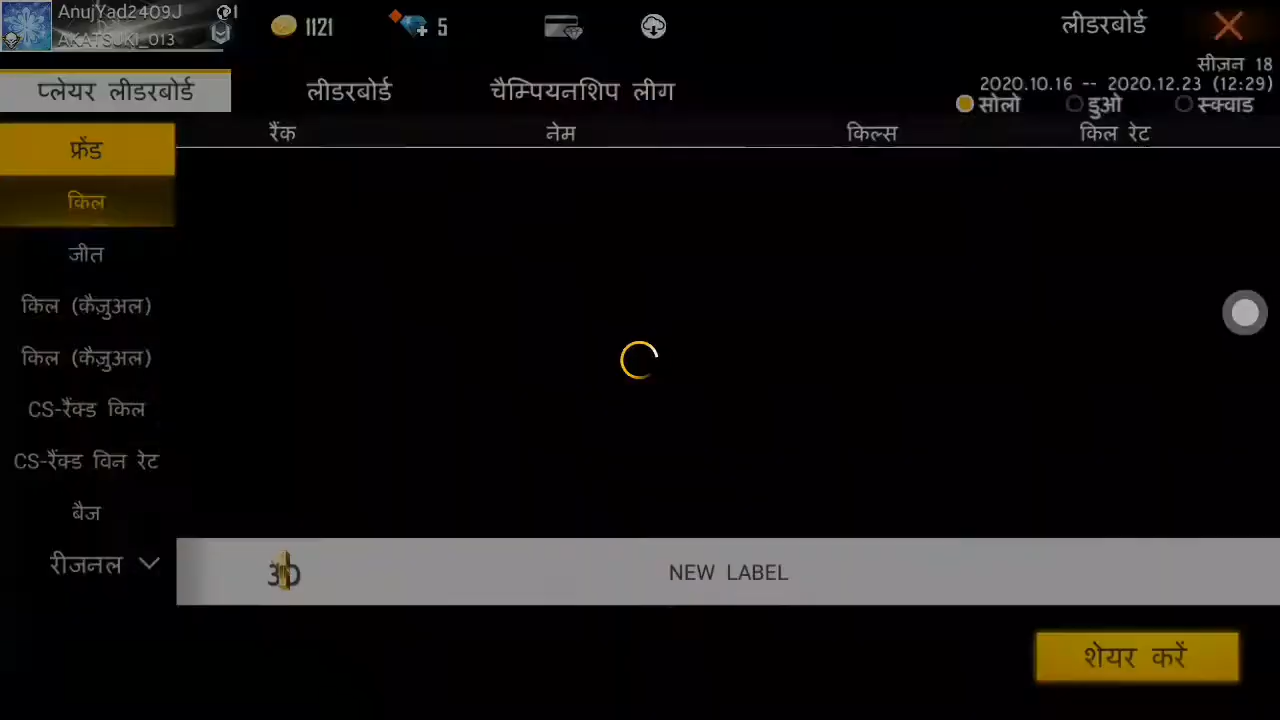 AnujYad2409J
AKATSUKI_013
1121
5
लीडरबोर्ड
सीज़न 18
प्लेयर लीडरबोर्ड
लीडरबोर्ड
चैम्पियनशिप लीग
2020.10.16 -- 2020.12.23 (12:29)
सोलो
डुओ
स्क्वाड
रैंक
नेम
किल्स
किल रेट
फ्रेंड
किल
जीत
किल (कैज़ुअल)
किल (कैज़ुअल)
CS-रैंक्ड किल
CS-रैंक्ड विन रेट
बैज
रीजनल
NEW LABEL
शेयर करें